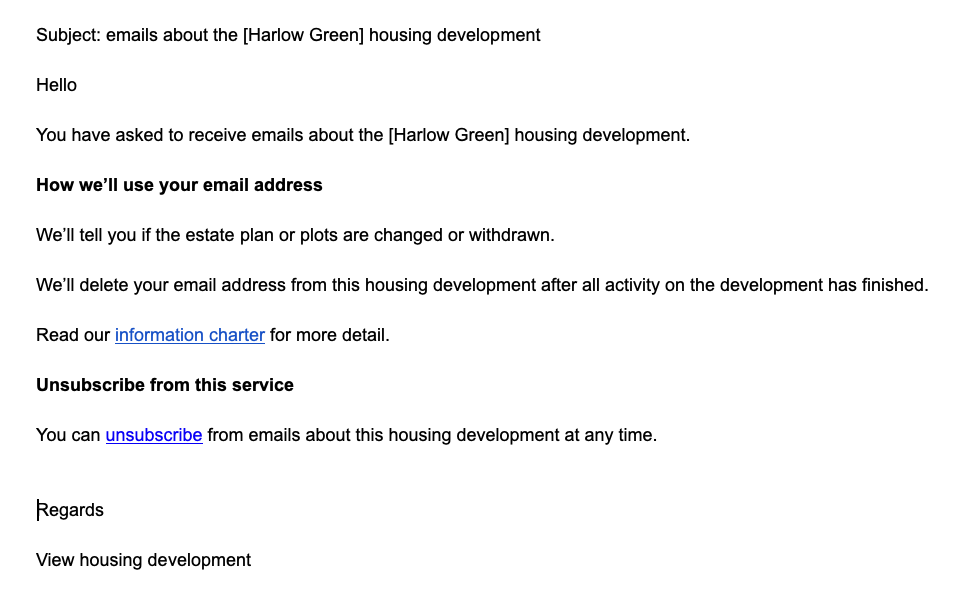 Subject: emails about the [Harlow Green] housing development
Hello
You have asked to receive emails about the [Harlow Green] housing development.
How we’ll use your email address
We’ll tell you if the estate plan or plots are changed or withdrawn.
We’ll delete your email address from this housing development after all activity on the development has finished.
Read our information charter for more detail.
Unsubscribe from this service
You can unsubscribe from emails about this housing development at any time.
Regards
View housing development